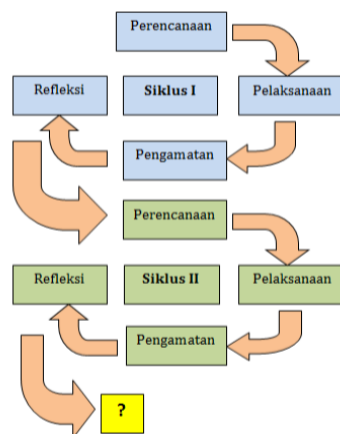 Perencanaan
Refleksi
Siklus I
Pelaksanaan
Pengamatan
Perencanaan
Refleksi
Siklus II
Pelaksanaan
Pengamatan
?